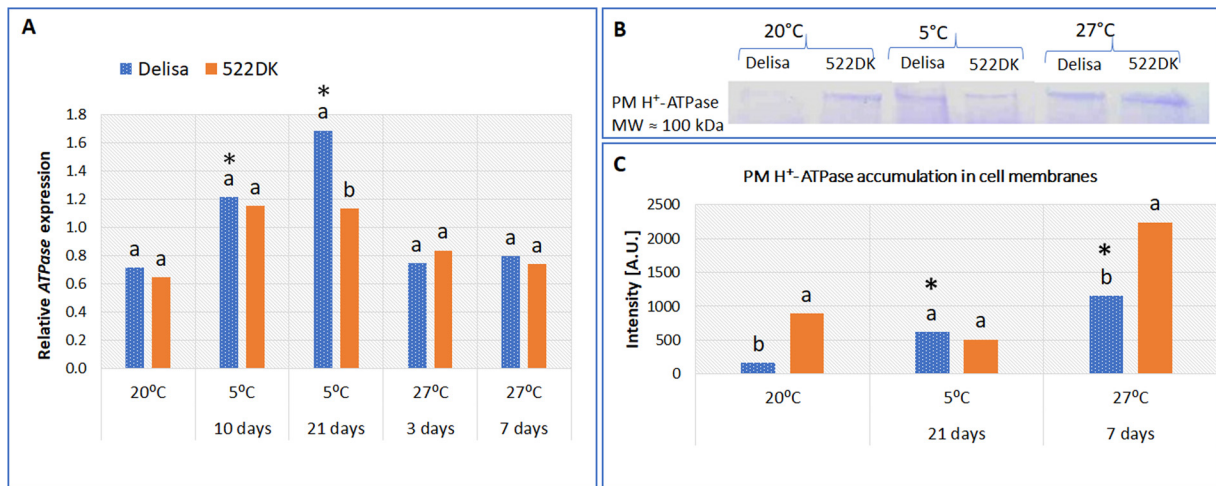 A
Delisa 522DK
Relative ATPase expression
1.8
1.6
1.4
1.2
1.0
0.8
0.6
0.4
0.2
0.0
a a
* a a
* a b
a a
a a
20⁰C 5⁰C 5⁰C 27⁰C 27⁰C
10 days 21 days 3 days 7 days
B
20°C 5°C 27°C
Delisa 522DK Delisa 522DK Delisa 522DK
PM H⁺-ATPase
MW ≈ 100 kDa
C
PM H⁺-ATPase accumulation in cell membranes
Intensity [A.U.]
2500
2000
1500
1000
500
0
b a
* a a
* b a
20⁰C 5⁰C 27⁰C
21 days 7 days